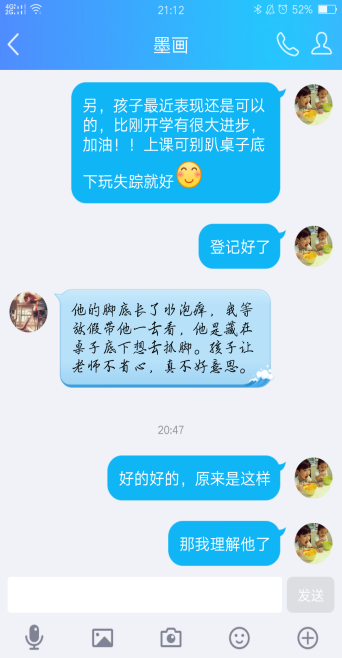 21:12
52%
墨画
另，孩子最近表现还是可以
的，比刚开学有很大进步，
加油！！上课可别趴桌子底
下玩失踪就好
登记好了
他的脚底长了水泡痒，我等
放假带他一去看，他是藏在
桌子底下想去抓脚。孩子让
老师不省心，真不好意思。
20:47
好的好的，原来是这样
那我理解他了
发送